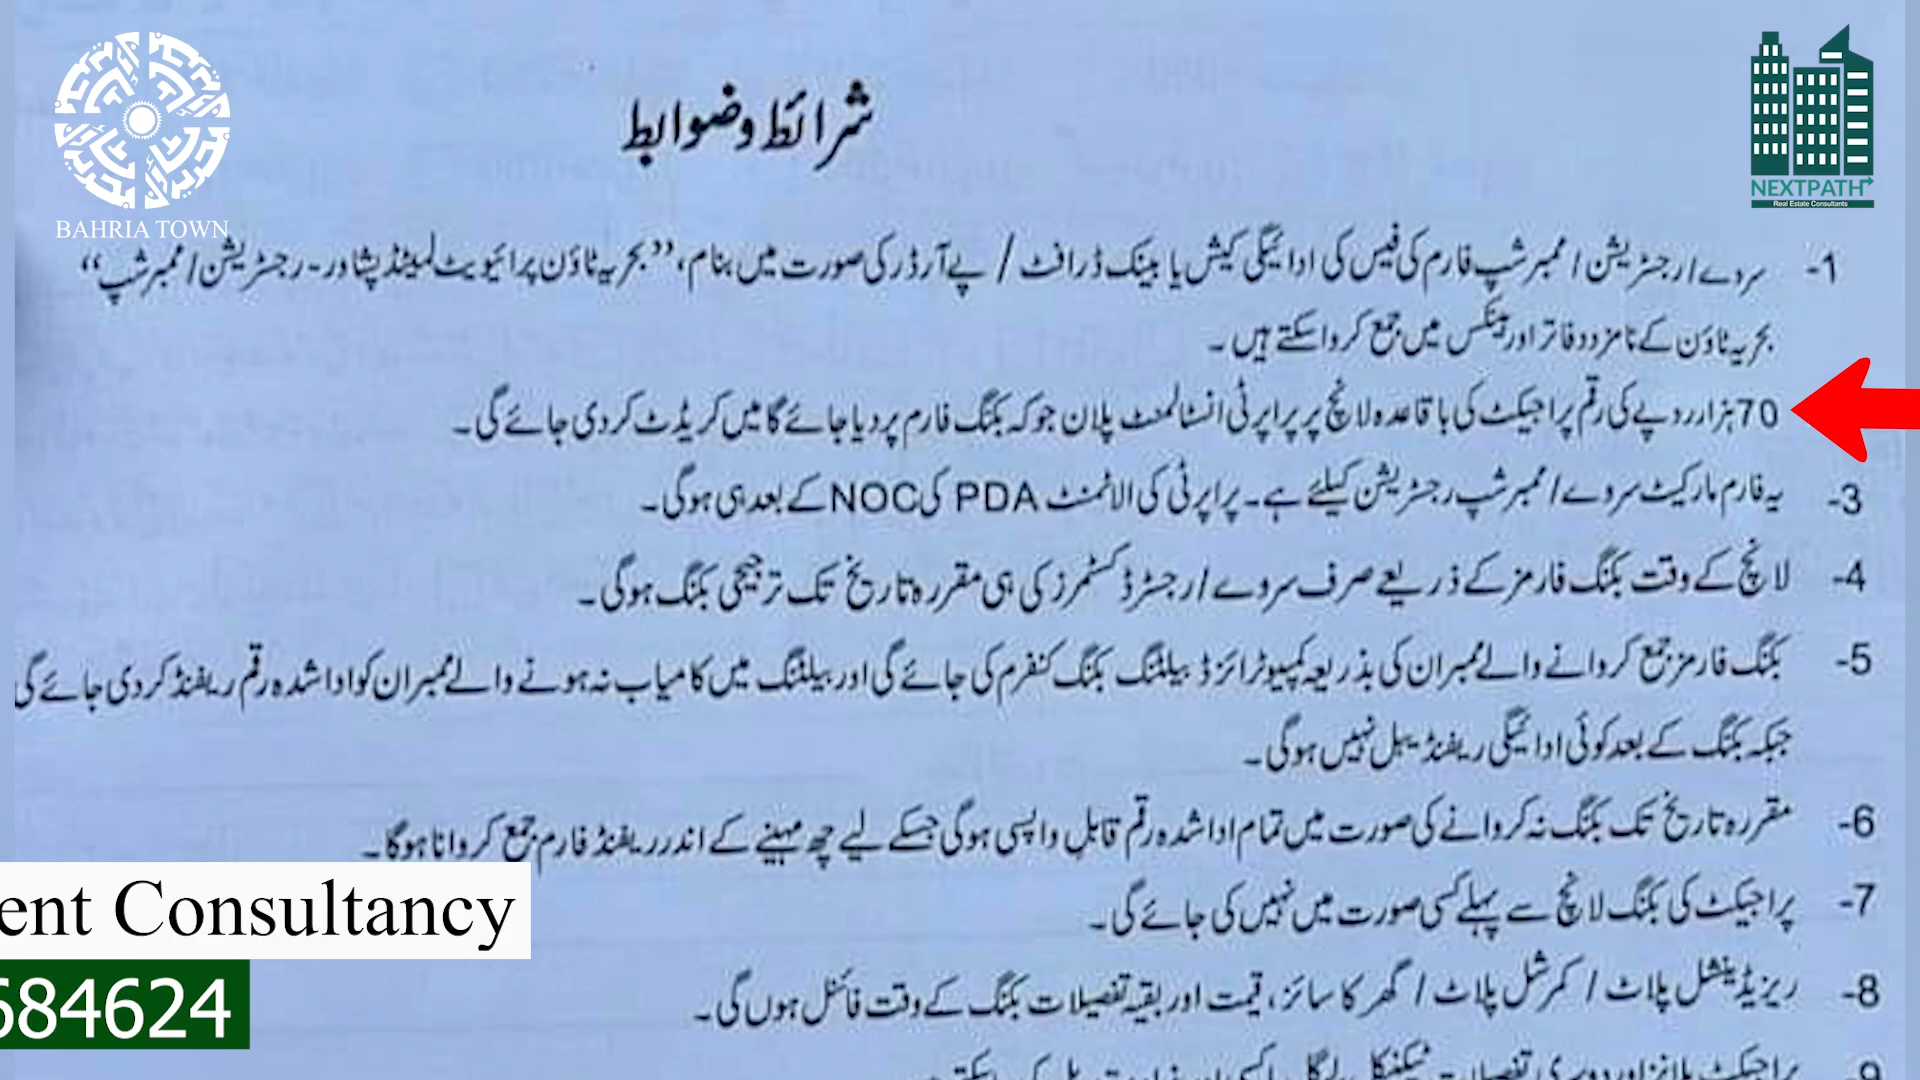 BAHRIA TOWN
NEXTPATH
Real Estate Consultants
شرائط و ضوابط
1- سروے/رجسٹریشن/ممبرشپ فارم کی فیس کی ادائیگی کیش یا بینک ڈرافٹ / پے آرڈر کی صورت میں بنام، ”بحریہ ٹاؤن پرائیویٹ لمیٹڈ پشاور-رجسٹریشن/ممبرشپ“
بحریہ ٹاؤن کے نامزد دفاتر اور بینکس میں جمع کروا سکتے ہیں۔
70 ہزار روپے کی رقم پراجیکٹ کی باقاعدہ لانچ پر پراپرٹی انسٹالمنٹ پلان جو کہ بکنگ فارم پر دیا جائے گا میں کریڈٹ کر دی جائے گی۔
3- یہ فارم مارکیٹ سروے/ممبرشپ رجسٹریشن کیلئے ہے۔ پراپرٹی کی الاٹمنٹ PDA کی NOC کے بعد ہی ہوگی۔
4- لانچ کے وقت بکنگ فارمز کے ذریعے صرف سروے/رجسٹرڈ کسٹمرز کی ہی مقررہ تاریخ تک ترجیحی بکنگ ہوگی۔
5- بکنگ فارمز جمع کروانے والے ممبران کی بذریعہ کمپیوٹرائزڈ بیلٹنگ بکنگ کنفرم کی جائے گی اور بیلٹنگ میں کامیاب نہ ہونے والے ممبران کو ادا شدہ رقم ریفنڈ کر دی جائے گی
جبکہ بکنگ کے بعد کوئی ادائیگی ریفنڈیبل نہیں ہوگی۔
6- مقررہ تاریخ تک بکنگ نہ کروانے کی صورت میں تمام ادا شدہ رقم قابل واپسی ہوگی جسکے لیے چھ مہینے کے اندر ریفنڈ فارم جمع کروانا ہوگا۔
7- پراجیکٹ کی بکنگ لانچ سے پہلے کسی صورت میں نہیں کی جائے گی۔
8- ریزیڈینشل پلاٹ / کمرشل پلاٹ / گھر کا سائز، قیمت اور بقیہ تفصیلات بکنگ کے وقت فائنل ہوں گی۔
9-
ent Consultancy
684624